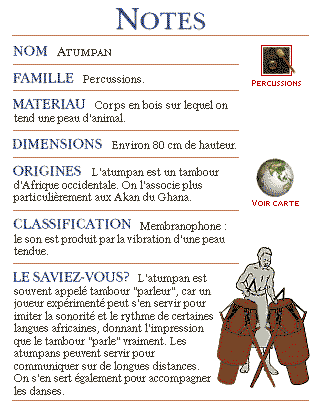 NOTES
NOM ATUMPAN
PERCUSSIONS
FAMILLE Percussions.
MATERIAU Corps en bois sur lequel on
tend une peau d'animal.
DIMENSIONS Environ 80 cm de hauteur.
ORIGINES L'atumpan est un tambour
d'Afrique occidentale. On l'associe plus
particulièrement aux Akan du Ghana.
VOIR CARTE
CLASSIFICATION Membranophone :
le son est produit par la vibration d'une peau
tendue.
LE SAVIEZ-VOUS? L'atumpan est
souvent appelé tambour "parleur", car un
joueur expérimenté peut s'en servir pour
imiter la sonorité et le rythme de certaines
langues africaines, donnant l'impression
que le tambour "parle" vraiment. Les
atumpans peuvent servir pour
communiquer sur de longues distances.
On s'en sert également pour accompagner
les danses.